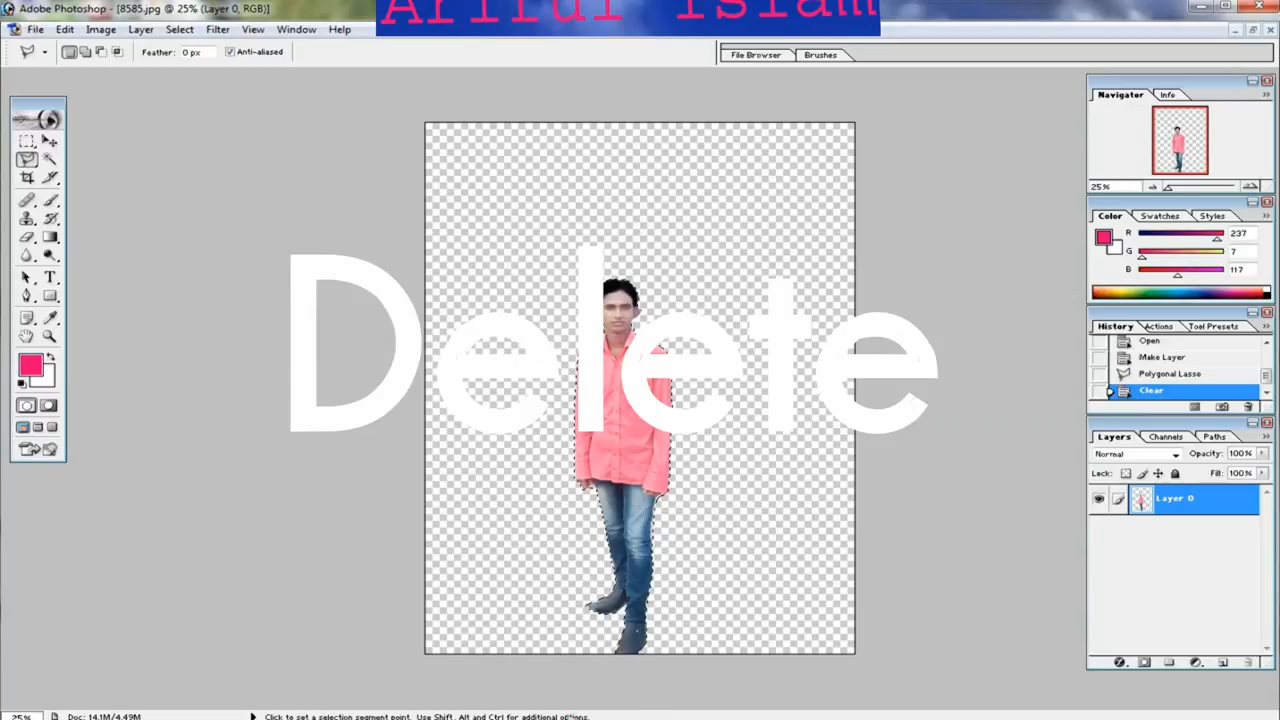 Adobe Photoshop - [8585.jpg @ 25% (Layer 0, RGB)]
Ariful Islam
File Edit Image Layer Select Filter View Window Help
Feather: 0 px Anti-aliased
File Browser Brushes
Navigator Info
25%
Color Swatches Styles
R 237
G 7
B 117
History Actions Tool Presets
Open
Make Layer
Polygonal Lasso
Clear
Layers Channels Paths
Normal Opacity: 100%
Lock: Fill: 100%
Layer 0
Delete
25% Doc: 14.1M/4.49M Click to set a selection segment point. Use Shift, Alt and Ctrl for additional options.